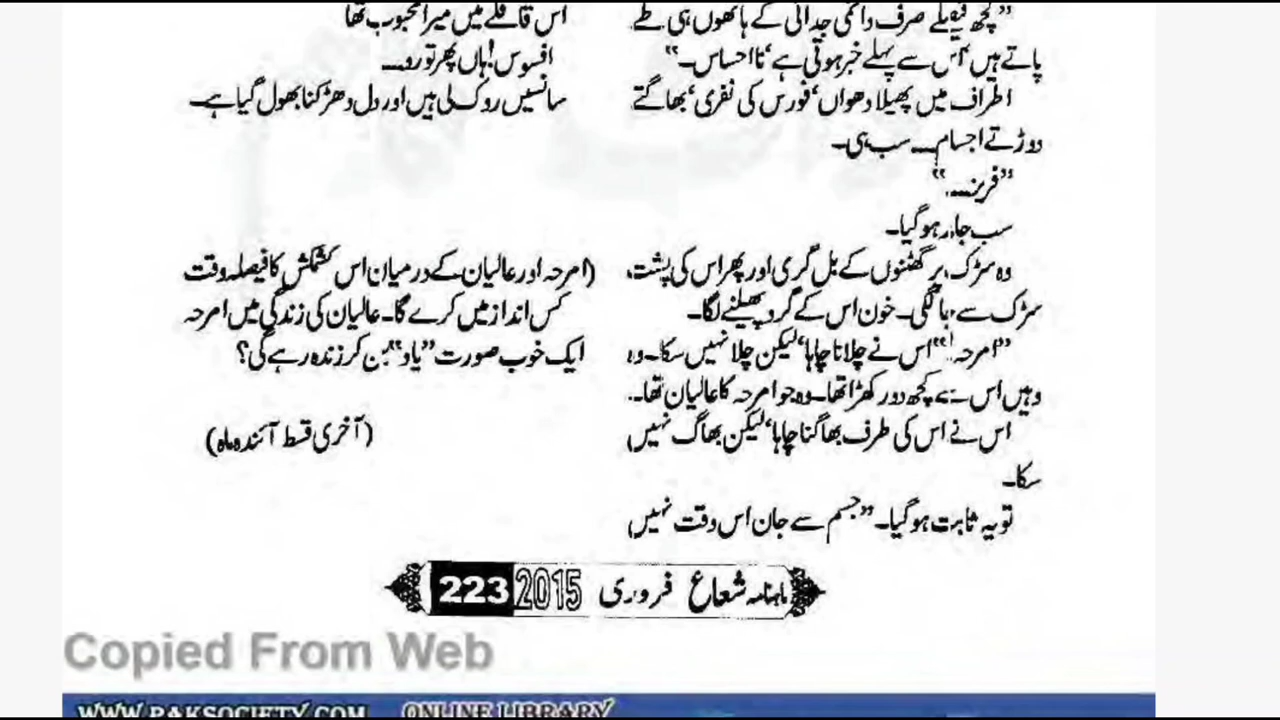 ”کچھ فیصلے صرف دائمی جدائی کے ہاتھوں ہی طے
پاتے ہیں‘ اس سے پہلے خبر ہوتی ہے‘ نا احساس۔“
اطراف میں پھیلا دھواں‘ فورس کی نفری‘ بھاگتے
دوڑتے اجسام۔۔۔ سب ہی۔
”فریز۔۔۔“
سب جامد ہو گیا۔
وہ سڑک پر گھٹنوں کے بل گری اور پھر اس کی پشت
سڑک سے جا لگی۔ خون اس کے گرد پھیلنے لگا۔
”امرحہ!“ اس نے چلانا چاہا‘ لیکن چلا نہیں سکا۔ وہ
وہیں اس سے کچھ دور کھڑا تھا۔ وہ جو امرحہ کا عالیان تھا۔
اس نے اس کی طرف بھاگنا چاہا‘ لیکن بھاگ نہیں
سکا۔
تو یہ ثابت ہو گیا۔ ”جسم سے جان اس وقت نہیں
اس قافلے میں میرا محبوب تھا
افسوس! ہاں پھر تو رو۔۔۔
سانسیں روک لی ہیں اور دل دھڑکنا بھول گیا ہے۔
(امرحہ اور عالیان کے درمیان اس کشمکش کا فیصلہ وقت
کس انداز میں کرے گا۔ عالیان کی زندگی میں امرحہ
ایک خوب صورت ”یاد“ بن کر زندہ رہے گی؟
(آخری قسط آئندہ ماہ)
ماہنامہ شعاع فروری 2015 223
Copied From Web
WWW.PAKSOCIETY.COM ONLINE LIBRARY